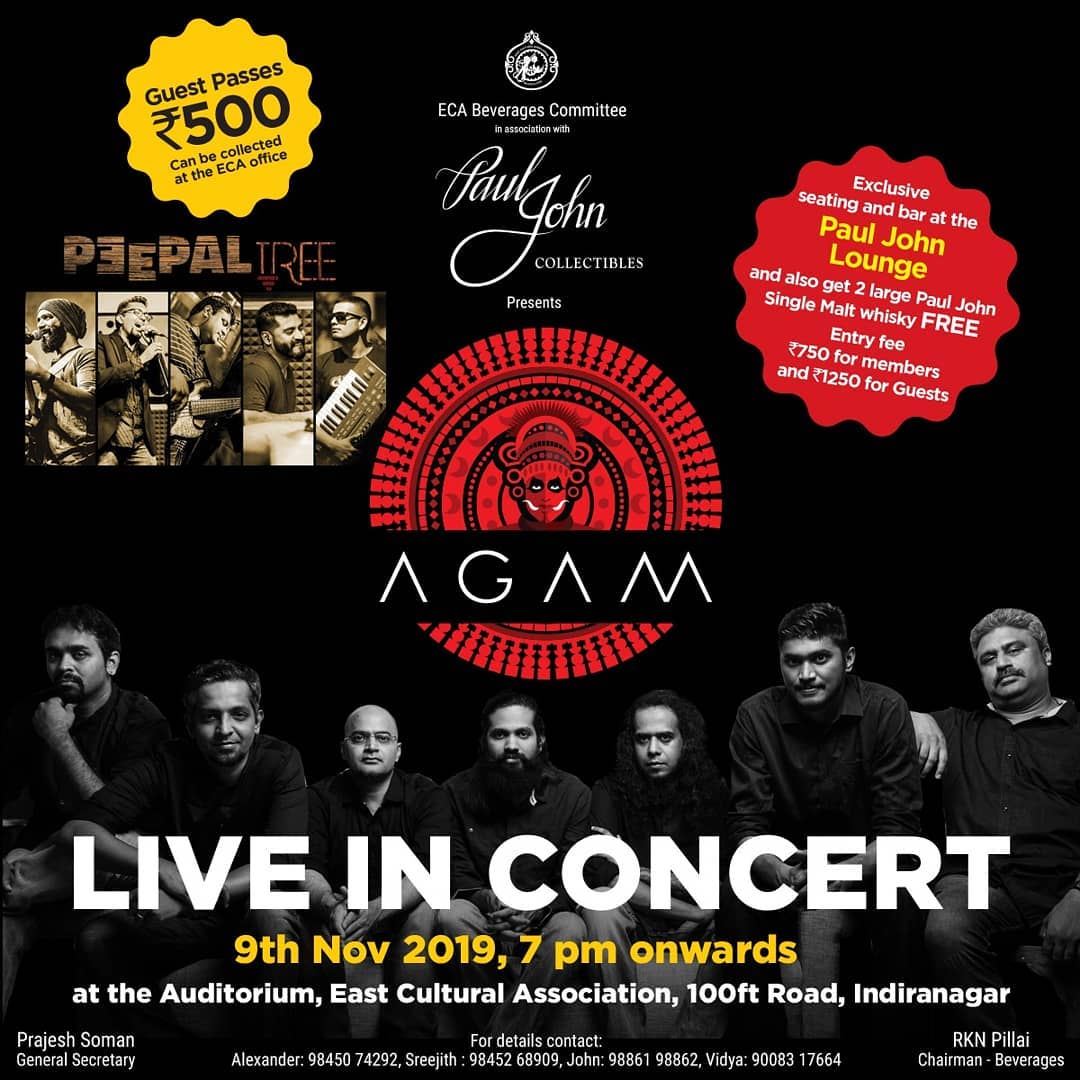 Guest Passes
₹500
Can be collected
at the ECA office
ECA Beverages Committee
in association with
Paul John
COLLECTIBLES
Presents
Exclusive
seating and bar at the
Paul John
Lounge
and also get 2 large Paul John
Single Malt whisky FREE
Entry fee
₹750 for members
and ₹1250 for Guests
PEEPAL TREE
AGAM
LIVE IN CONCERT
9th Nov 2019, 7 pm onwards
at the Auditorium, East Cultural Association, 100ft Road, Indiranagar
Prajesh Soman
General Secretary
For details contact:
Alexander: 98450 74292, Sreejith : 98452 68909, John: 98861 98862, Vidya: 90083 17664
RKN Pillai
Chairman - Beverages